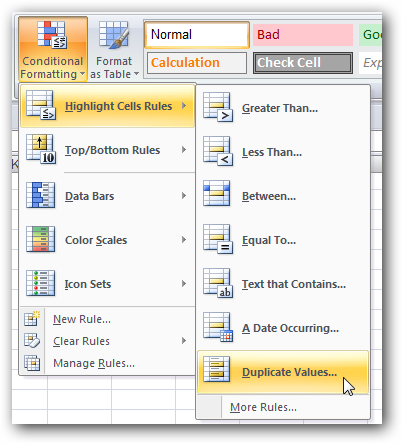 Conditional
Formatting
Format
as Table
Normal
Bad
Calculation
Check Cell
Highlight Cells Rules
Top/Bottom Rules
Data Bars
Color Scales
Icon Sets
New Rule...
Clear Rules
Manage Rules...
Greater Than...
Less Than...
Between...
Equal To...
Text that Contains...
A Date Occurring...
Duplicate Values...
More Rules...